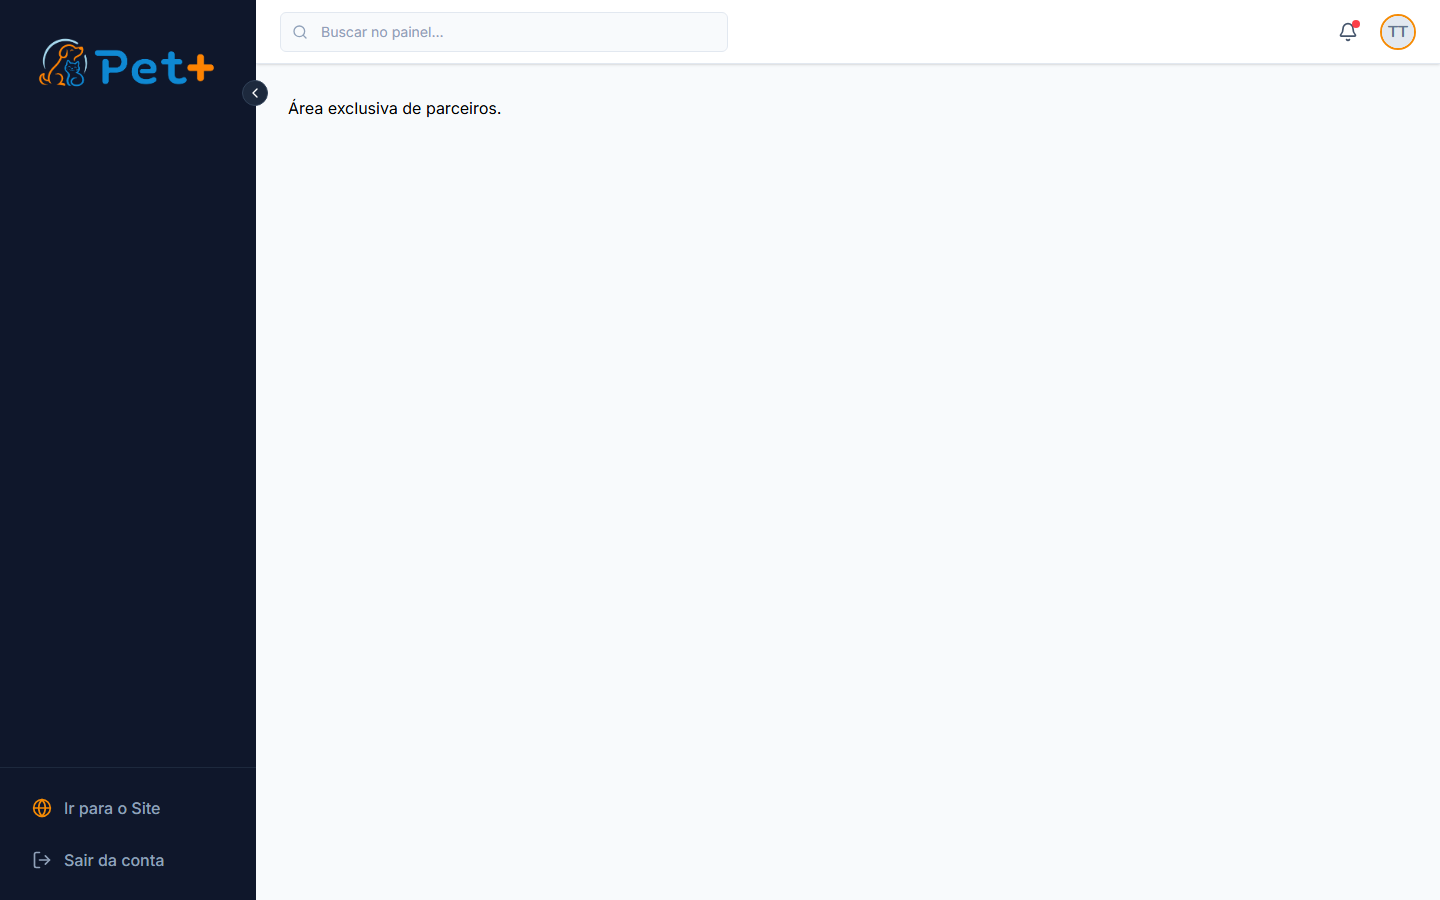 Pet+
Buscar no painel...
TT
Área exclusiva de parceiros.
Ir para o Site
Sair da conta